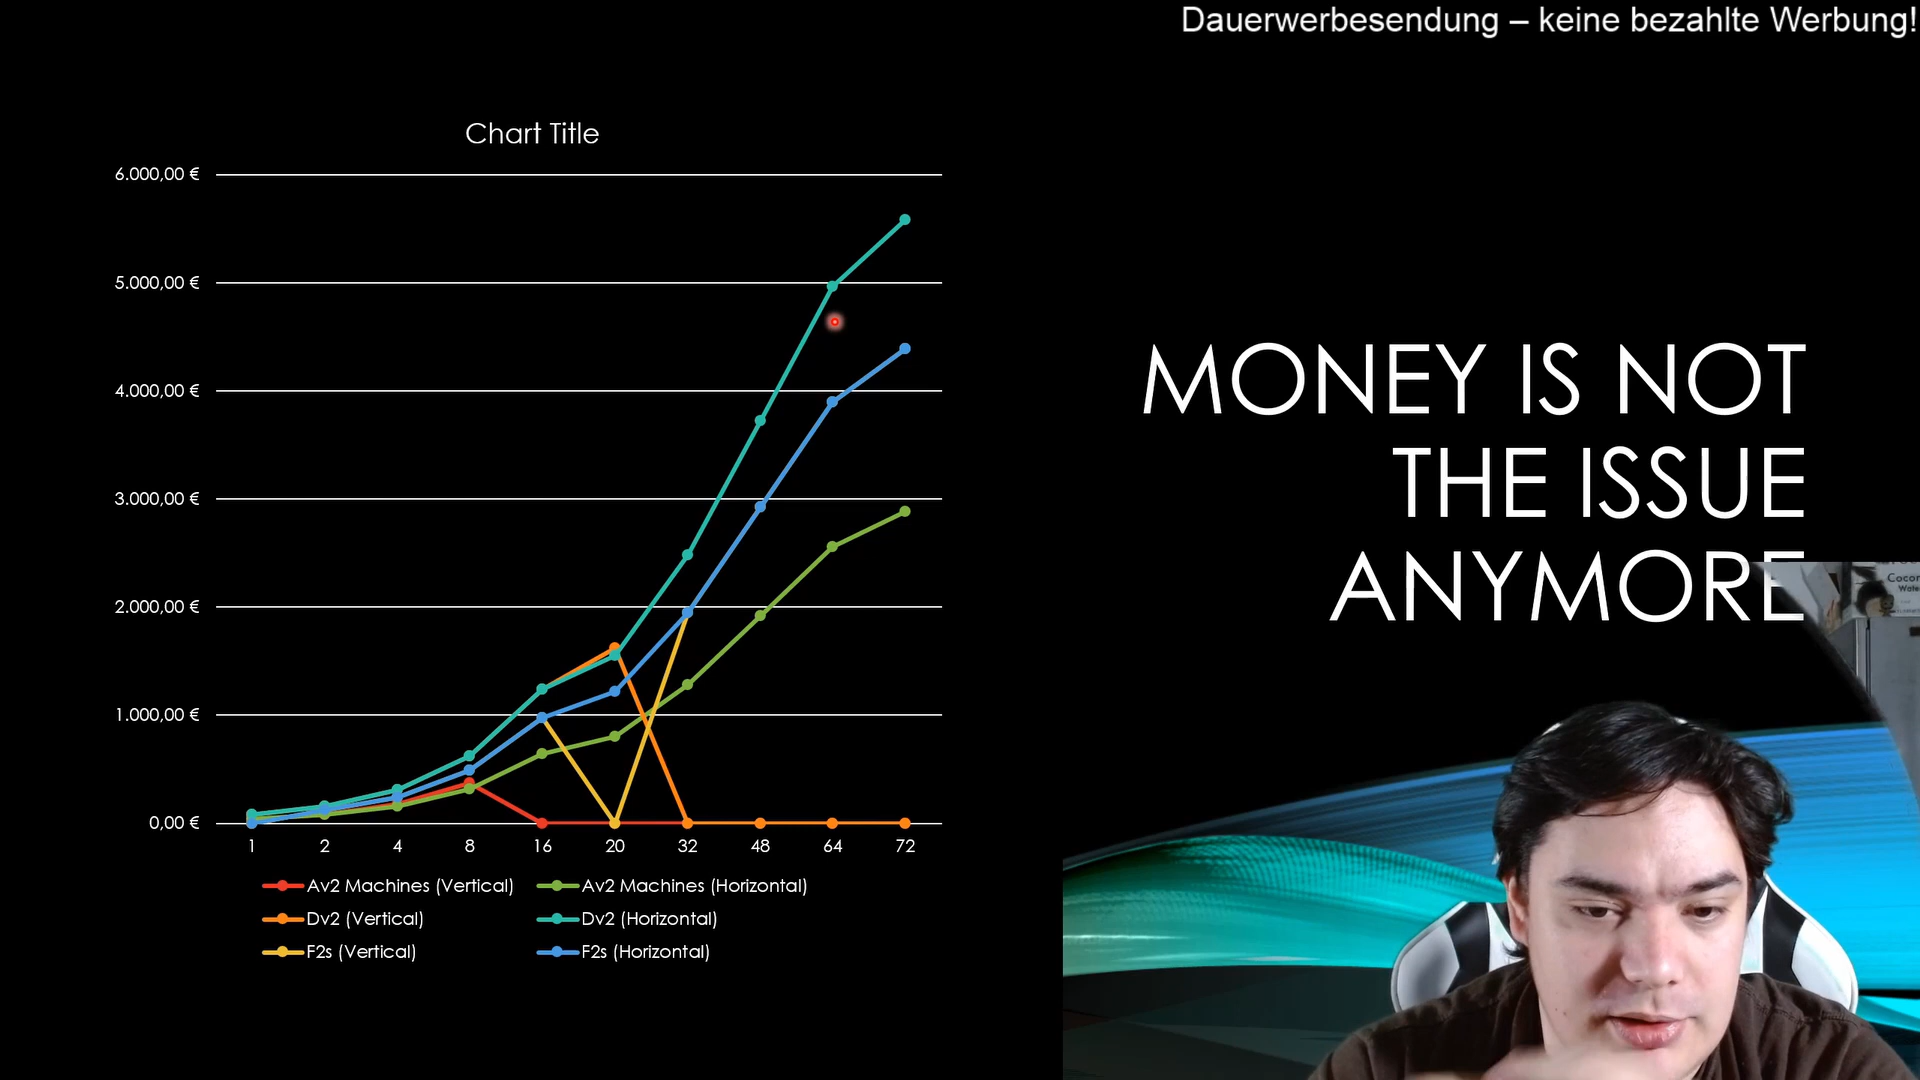 Dauerwerbesendung – keine bezahlte Werbung!
Chart Title
6.000,00 €
5.000,00 €
4.000,00 €
3.000,00 €
2.000,00 €
1.000,00 €
0,00 €
1 2 4 8 16 20 32 48 64 72
Av2 Machines (Vertical) Av2 Machines (Horizontal)
Dv2 (Vertical) Dv2 (Horizontal)
F2s (Vertical) F2s (Horizontal)
MONEY IS NOT
THE ISSUE
ANYMORE